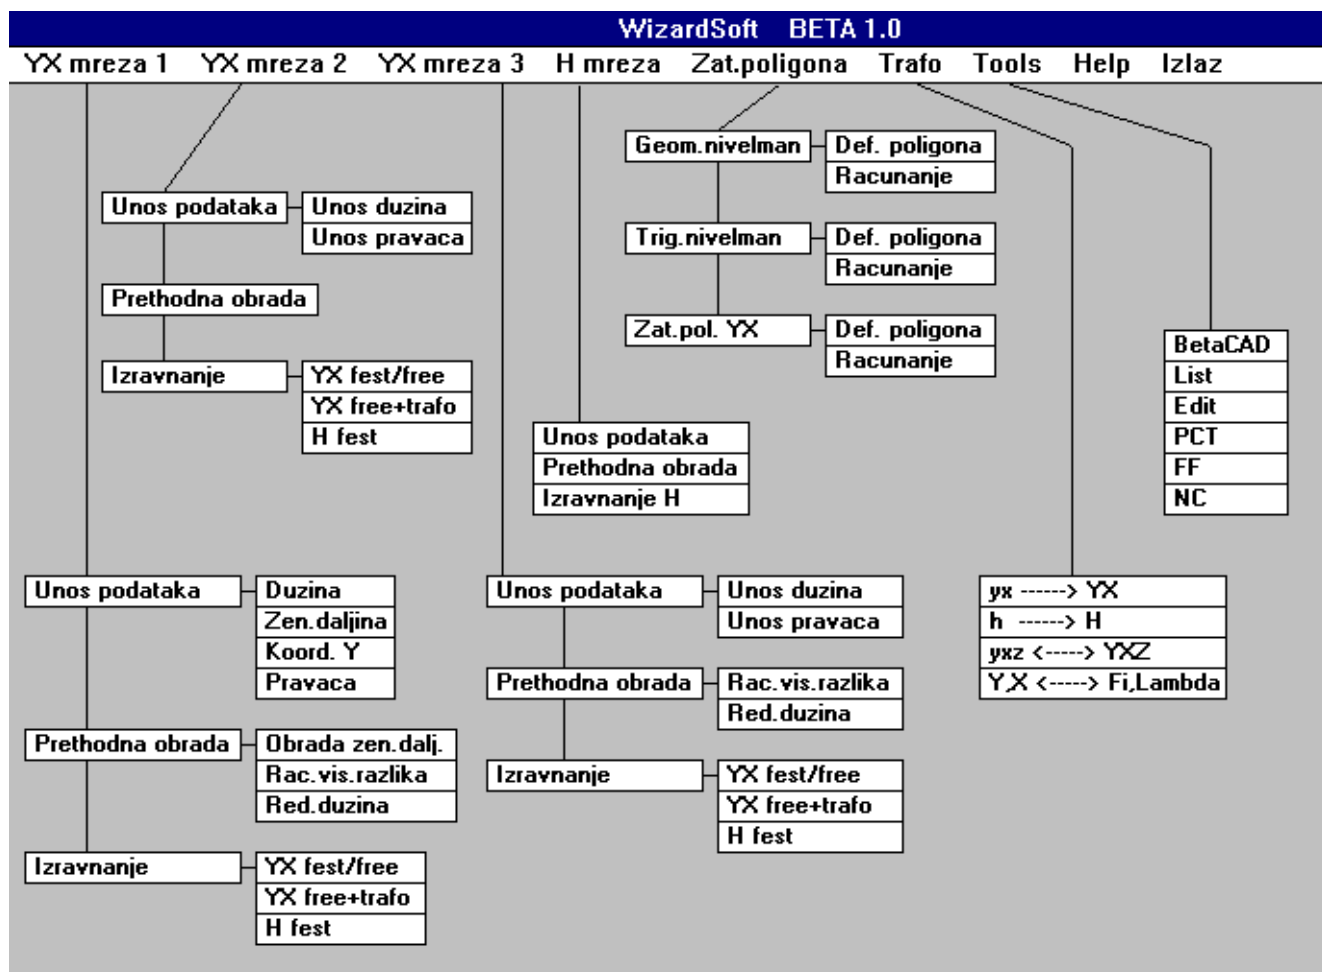 WizardSoft BETA 1.0
YX mreza 1 YX mreza 2 YX mreza 3 H mreza Zat.poligona Trafo Tools Help Izlaz
Unos podataka
Unos duzina
Unos pravaca
Prethodna obrada
Izravnanje
YX fest/free
YX free+trafo
H fest
Geom.nivelman
Def. poligona
Racunanje
Trig.nivelman
Def. poligona
Racunanje
Zat.pol. YX
Def. poligona
Racunanje
Unos podataka
Prethodna obrada
Izravnanje H
BetaCAD
List
Edit
PCT
FF
NC
Unos podataka
Duzina
Zen.daljina
Koord. Y
Pravaca
Prethodna obrada
Obrada zen.dalj.
Rac.vis.razlika
Red.duzina
Izravnanje
YX fest/free
YX free+trafo
H fest
Unos podataka
Unos duzina
Unos pravaca
Prethodna obrada
Rac.vis.razlika
Red.duzina
Izravnanje
YX fest/free
YX free+trafo
H fest
yx ------> YX
h ------> H
yxz <-----> YXZ
Y,X <-----> Fi,Lambda